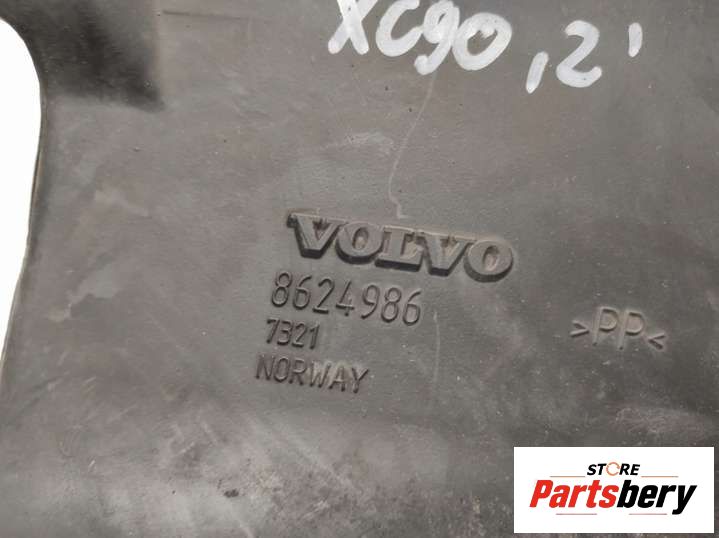 XC90 ,2'
VOLVO
8624986
7321
NORWAY
>PP<
STORE
Partsbery